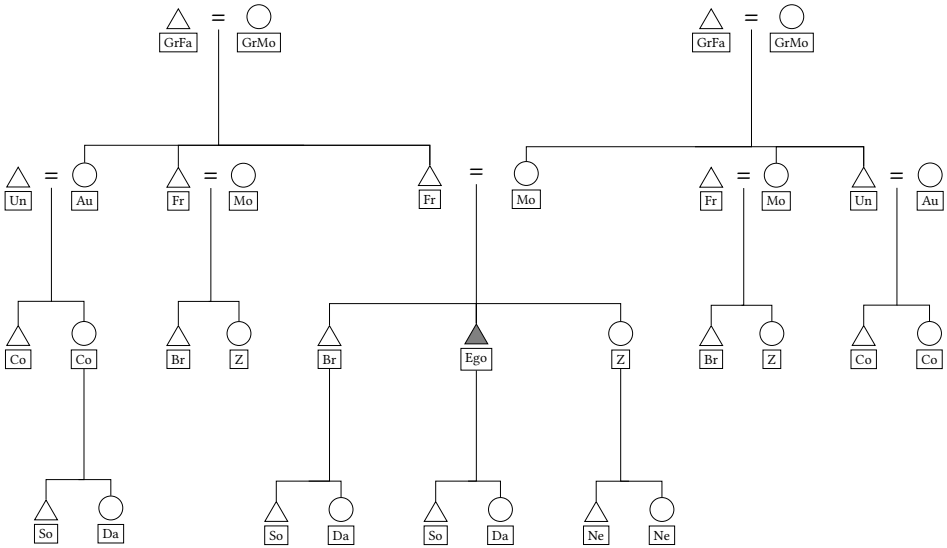 GrFa = GrMo GrFa = GrMo
Un = Au Fr = Mo Fr = Mo Fr = Mo Un = Au
Co Co Br Z Br Ego Z Br Z Co Co
So Da So Da So Da Ne Ne